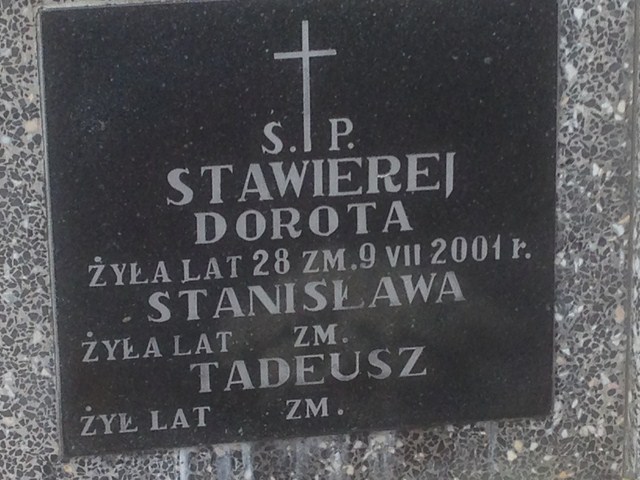 S. P.
STAWIEREJ
DOROTA
ŻYŁA LAT 28 ZM. 9 VII 2001 r.
STANISŁAWA
ŻYŁA LAT ZM.
TADEUSZ
ŻYŁ LAT ZM.